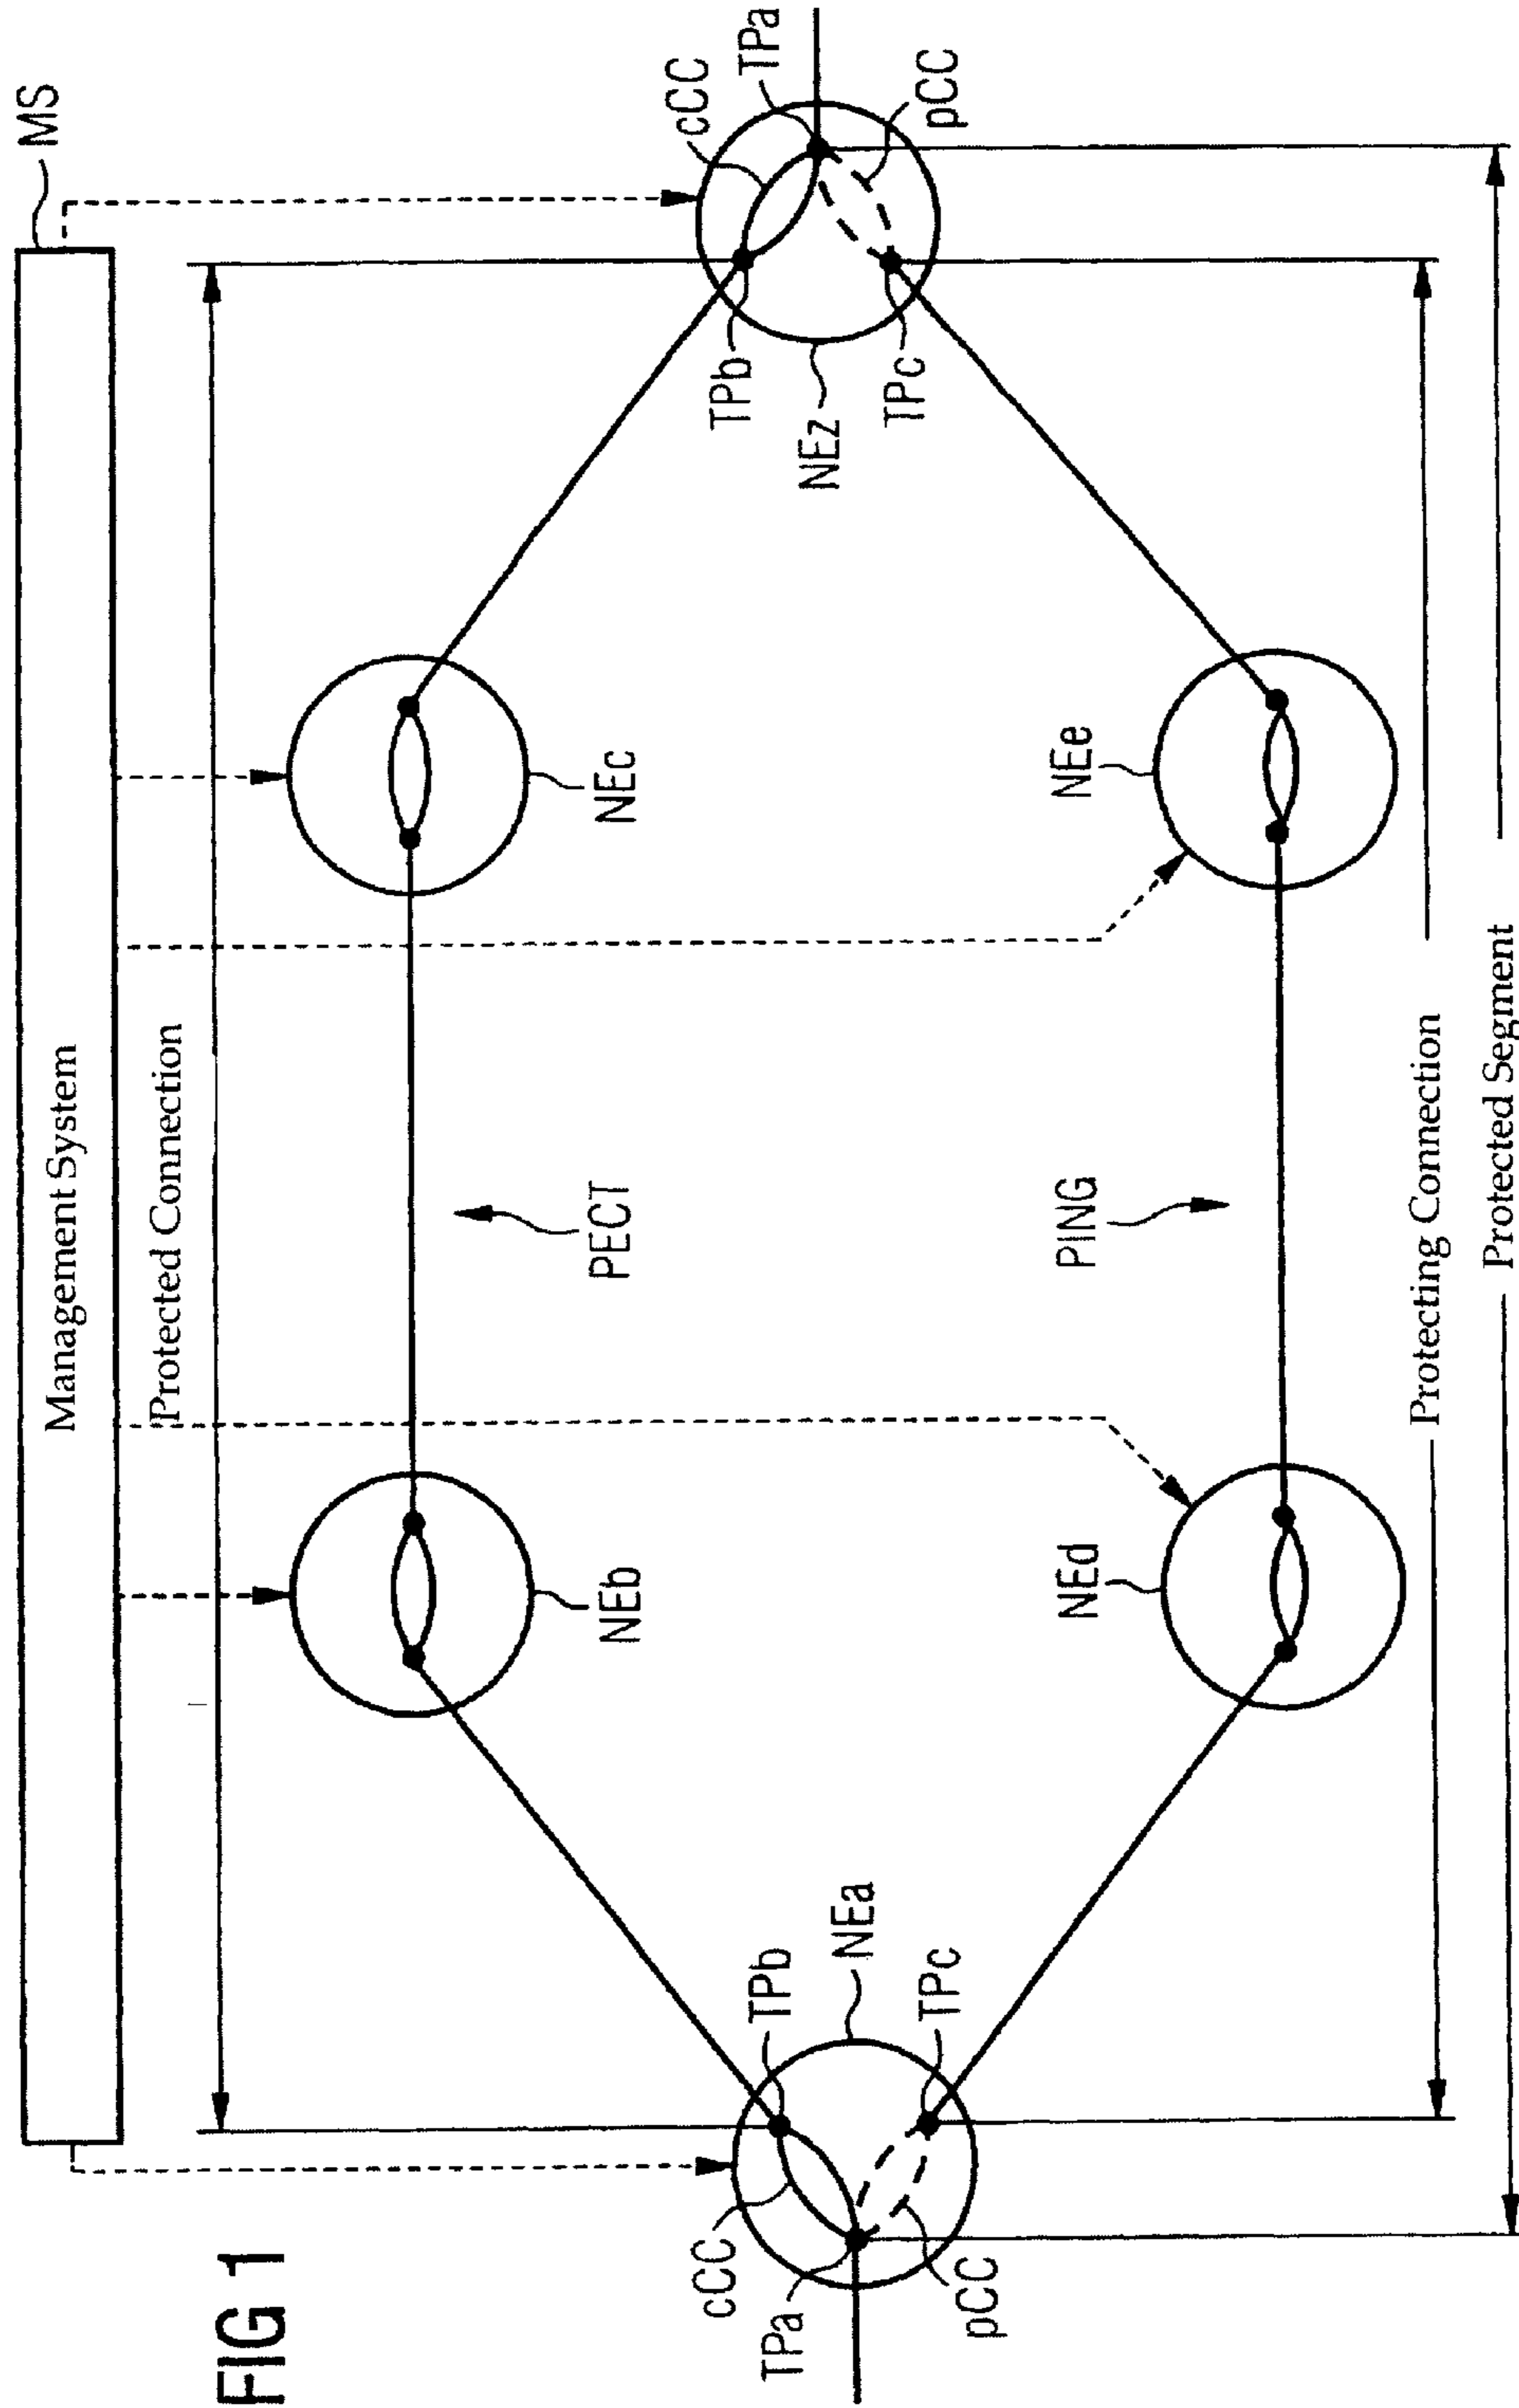 FIG 1
MS
Management System
Protected Connection
NEb
NEc
PECT
cCC
TPa
TPb
NEa
TPc
pCC
cCC
TPa
TPb
NEz
TPc
pCC
PING
NEd
NEe
Protecting Connection
Protected Segment